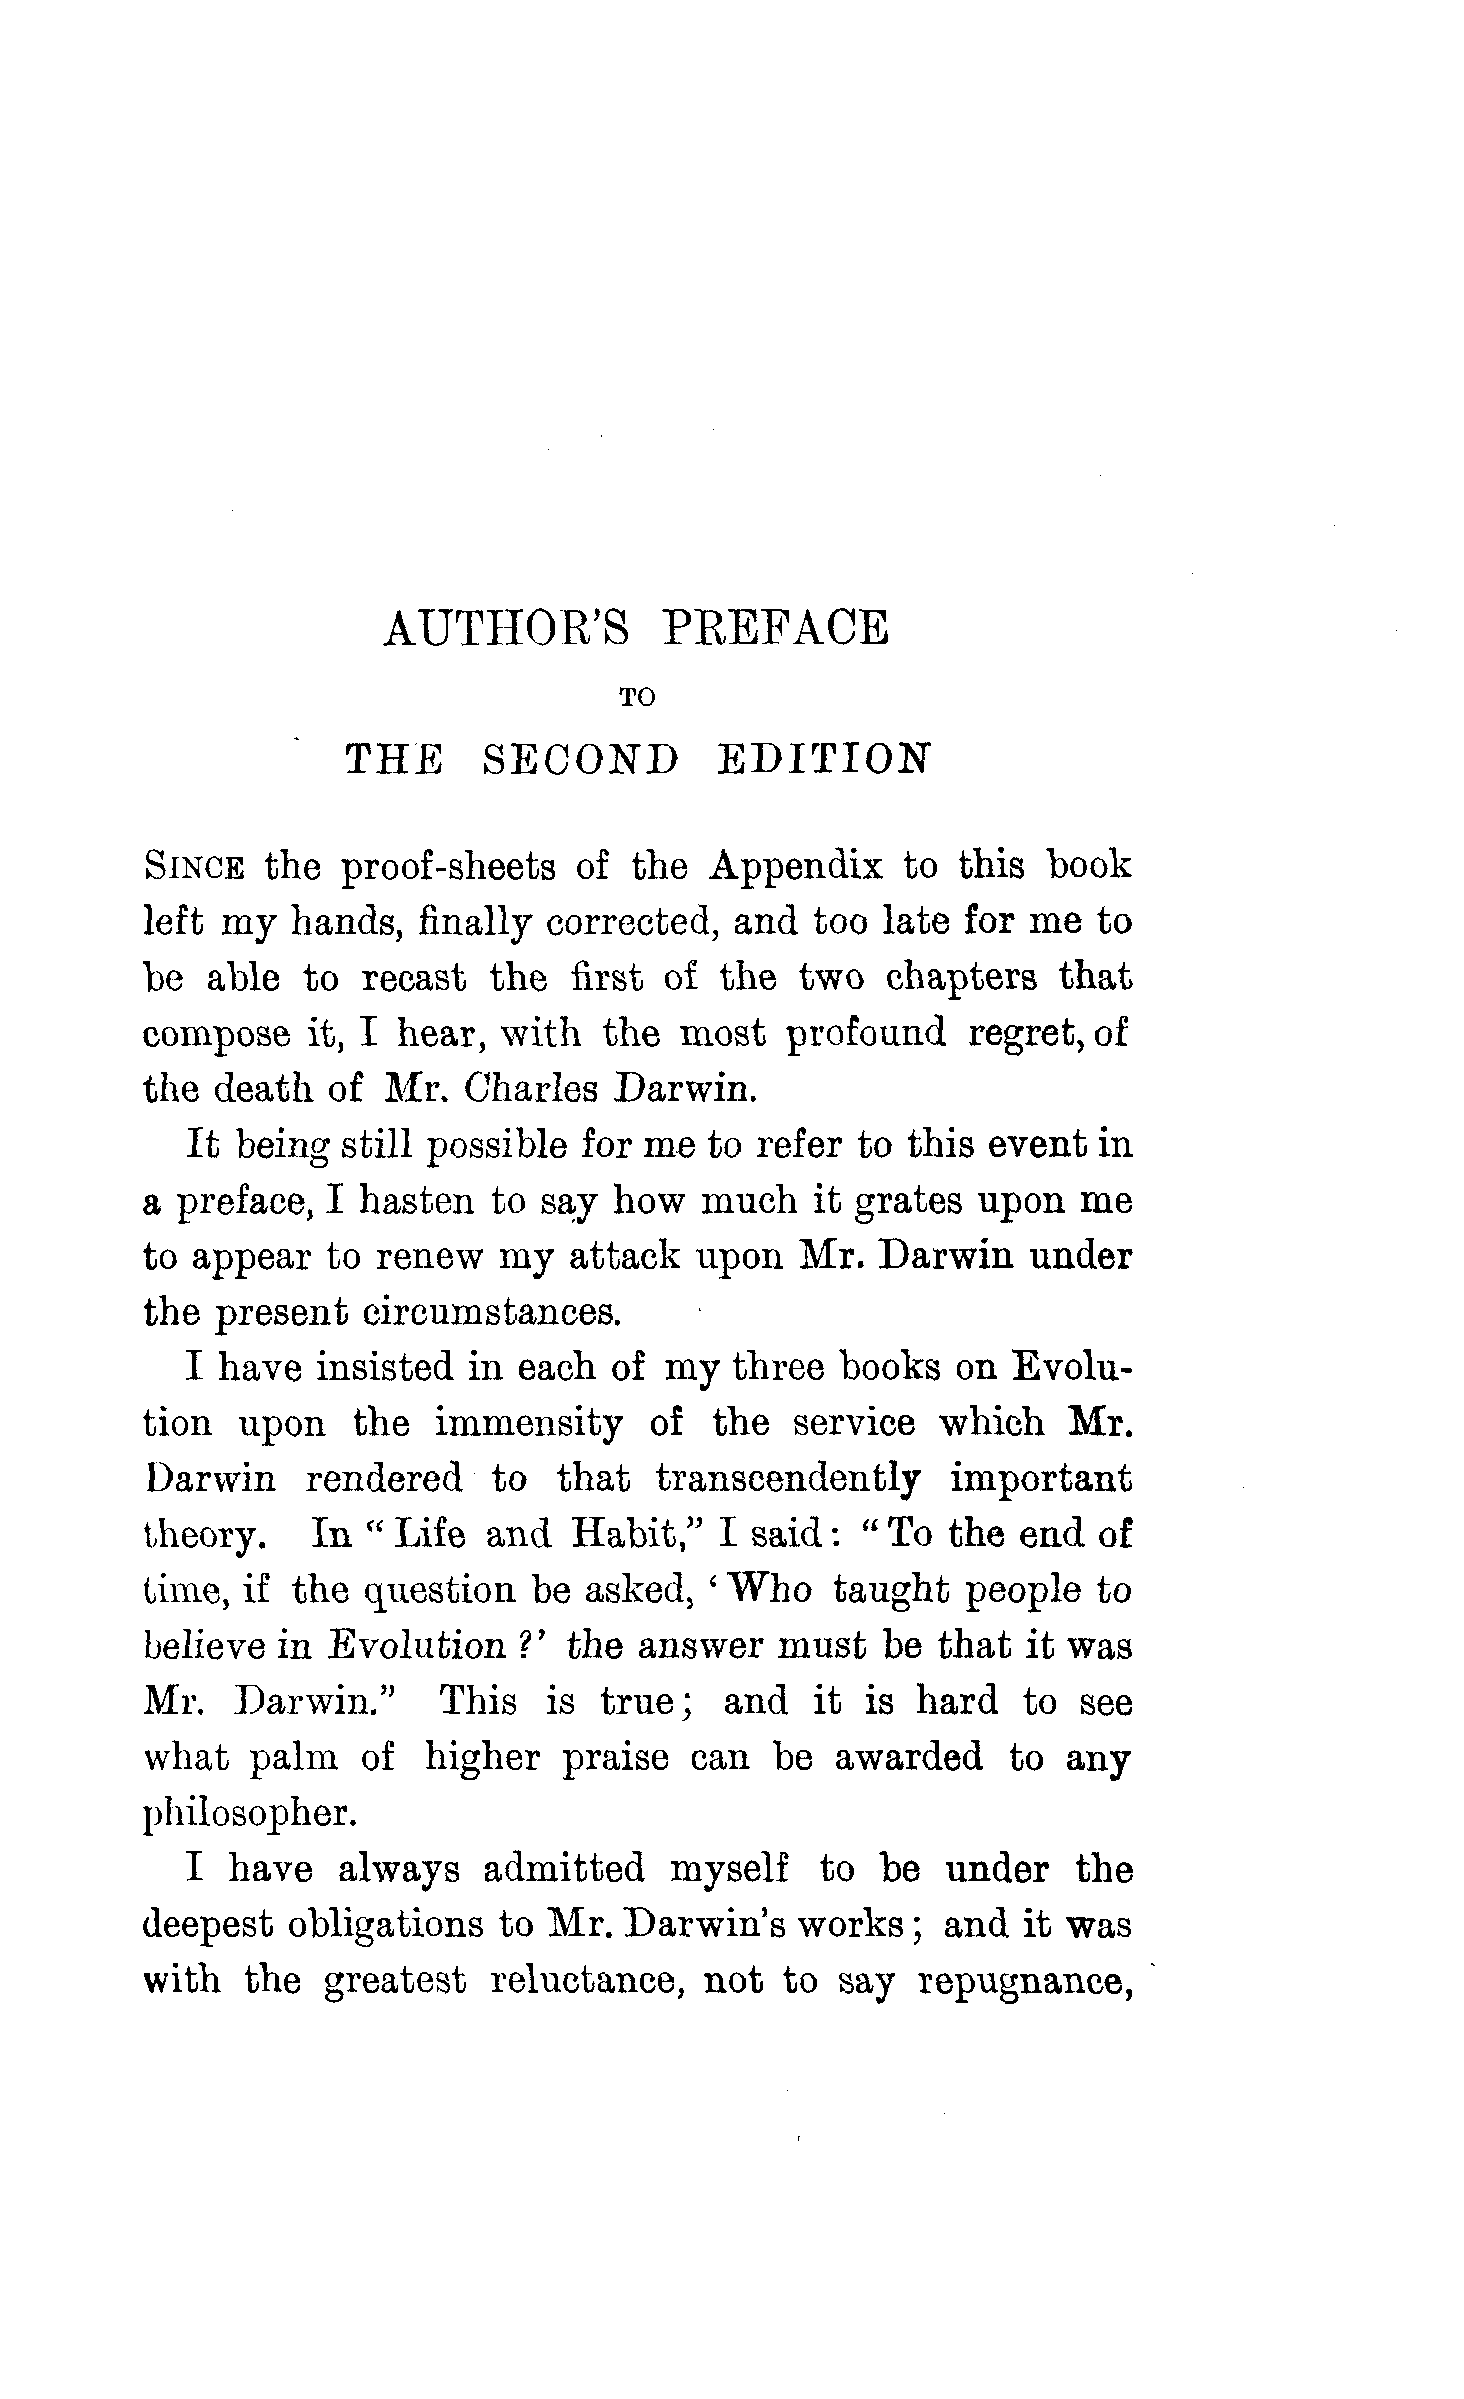 AUTHOR'S PREFACE
TO
THE SECOND EDITION
SINCE the proof-sheets of the Appendix to this book
left my hands, finally corrected, and too late for me to
be able to recast the first of the two chapters that
compose it, I hear, with the most profound regret, of
the death of Mr. Charles Darwin.
It being still possible for me to refer to this event in
a preface, I hasten to say how much it grates upon me
to appear to renew my attack upon Mr. Darwin under
the present circumstances.
I have insisted in each of my three books on Evolu-
tion upon the immensity of the service which Mr.
Darwin rendered to that transcendently important
theory. In “Life and Habit,” I said: “To the end of
time, if the question be asked, ‘Who taught people to
believe in Evolution?’ the answer must be that it was
Mr. Darwin.” This is true; and it is hard to see
what palm of higher praise can be awarded to any
philosopher.
I have always admitted myself to be under the
deepest obligations to Mr. Darwin's works; and it was
with the greatest reluctance, not to say repugnance,